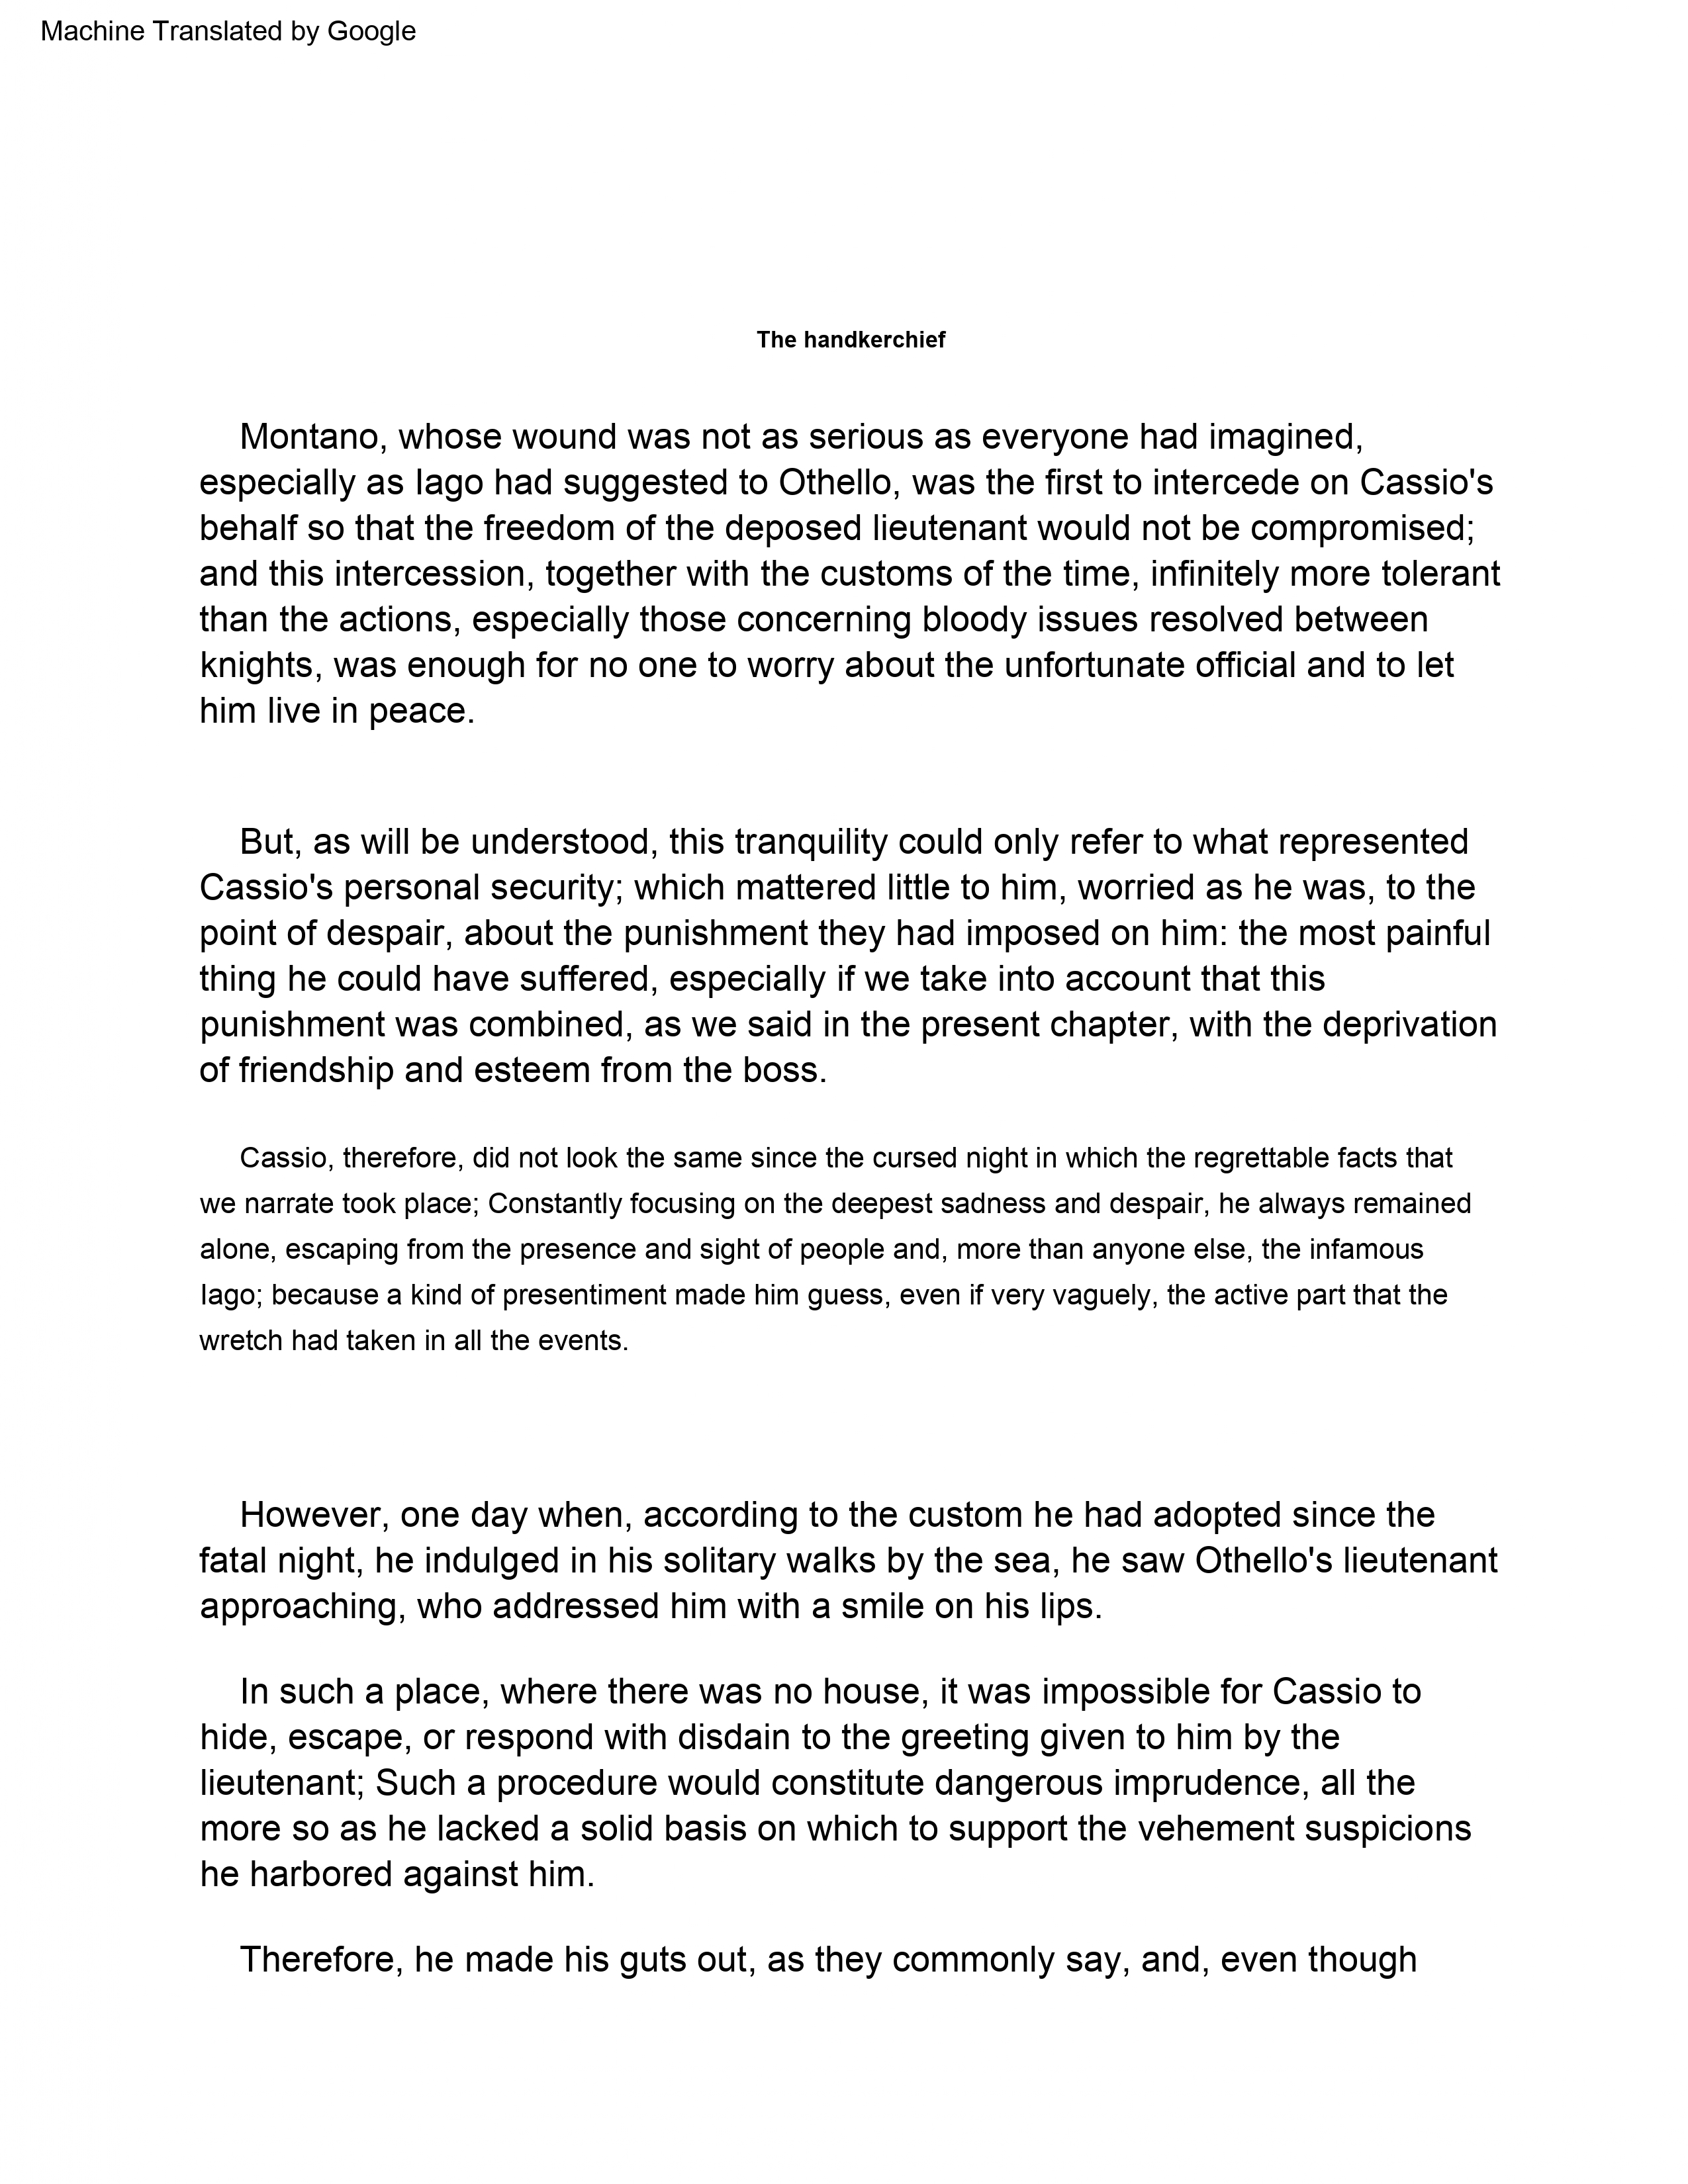 Machine Translated by Google
The handkerchief
Montano, whose wound was not as serious as everyone had imagined,
especially as Iago had suggested to Othello, was the first to intercede on Cassio's
behalf so that the freedom of the deposed lieutenant would not be compromised;
and this intercession, together with the customs of the time, infinitely more tolerant
than the actions, especially those concerning bloody issues resolved between
knights, was enough for no one to worry about the unfortunate official and to let
him live in peace.
But, as will be understood, this tranquility could only refer to what represented
Cassio's personal security; which mattered little to him, worried as he was, to the
point of despair, about the punishment they had imposed on him: the most painful
thing he could have suffered, especially if we take into account that this
punishment was combined, as we said in the present chapter, with the deprivation
of friendship and esteem from the boss.
Cassio, therefore, did not look the same since the cursed night in which the regrettable facts that
we narrate took place; Constantly focusing on the deepest sadness and despair, he always remained
alone, escaping from the presence and sight of people and, more than anyone else, the infamous
Iago; because a kind of presentiment made him guess, even if very vaguely, the active part that the
wretch had taken in all the events.
However, one day when, according to the custom he had adopted since the
fatal night, he indulged in his solitary walks by the sea, he saw Othello's lieutenant
approaching, who addressed him with a smile on his lips.
In such a place, where there was no house, it was impossible for Cassio to
hide, escape, or respond with disdain to the greeting given to him by the
lieutenant; Such a procedure would constitute dangerous imprudence, all the
more so as he lacked a solid basis on which to support the vehement suspicions
he harbored against him.
Therefore, he made his guts out, as they commonly say, and, even though